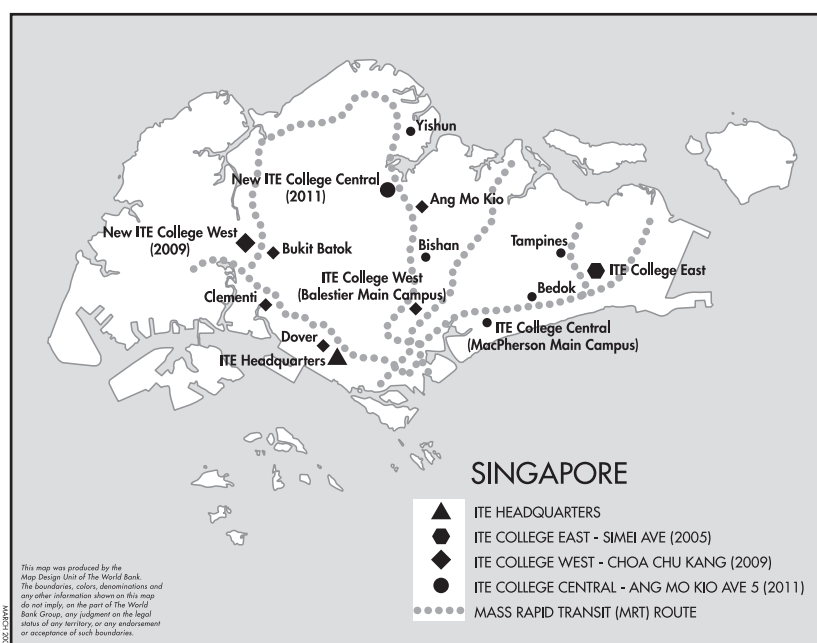 Yishun
New ITE College Central
(2011)
Ang Mo Kio
New ITE College West
(2009)
Bukit Batok
Bishan
Tampines
ITE College East
ITE College West
(Balestier Main Campus)
Clementi
Bedok
ITE College Central
(MacPherson Main Campus)
Dover
ITE Headquarters
SINGAPORE
ITE HEADQUARTERS
ITE COLLEGE EAST - SIMEI AVE (2005)
ITE COLLEGE WEST - CHOA CHU KANG (2009)
ITE COLLEGE CENTRAL - ANG MO KIO AVE 5 (2011)
MASS RAPID TRANSIT (MRT) ROUTE
This map was produced by the
Map Design Unit of The World Bank.
The boundaries, colors, denominations and
any other information shown on this map
do not imply, on the part of The World
Bank Group, any judgment on the legal
status of any territory, or any endorsement
or acceptance of such boundaries.
MARCH